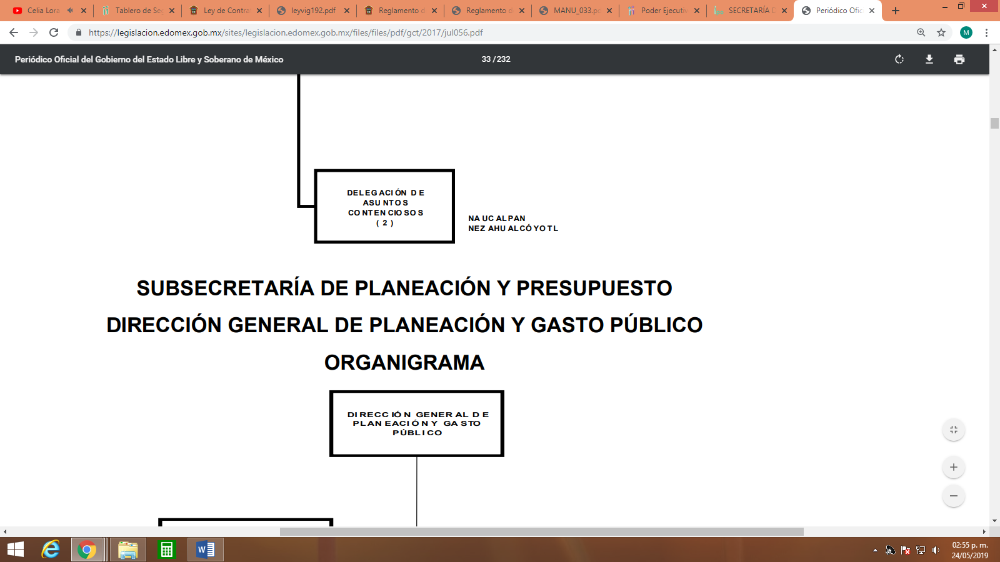 Celia Lora
Tablero de Seg
Ley de Contrat
leyvig192.pdf
Reglamento d
Reglamento d
MANU_033.pd
Poder Ejecutiv
SECRETARÍA D
Periódico Ofic
https://legislacion.edomex.gob.mx/sites/legislacion.edomex.gob.mx/files/files/pdf/gct/2017/jul056.pdf
M
Periódico Oficial del Gobierno del Estado Libre y Soberano de México
33 / 232
DELEGACIÓN DE
ASUNTOS
CONTENCIOSOS
( 2 )
NAUCALPAN
NEZAHUALCÓYOTL
SUBSECRETARÍA DE PLANEACIÓN Y PRESUPUESTO
DIRECCIÓN GENERAL DE PLANEACIÓN Y GASTO PÚBLICO
ORGANIGRAMA
DIRECCIÓN GENERAL DE
PLANEACIÓN Y GASTO
PÚBLICO
02:55 p. m.
24/05/2019